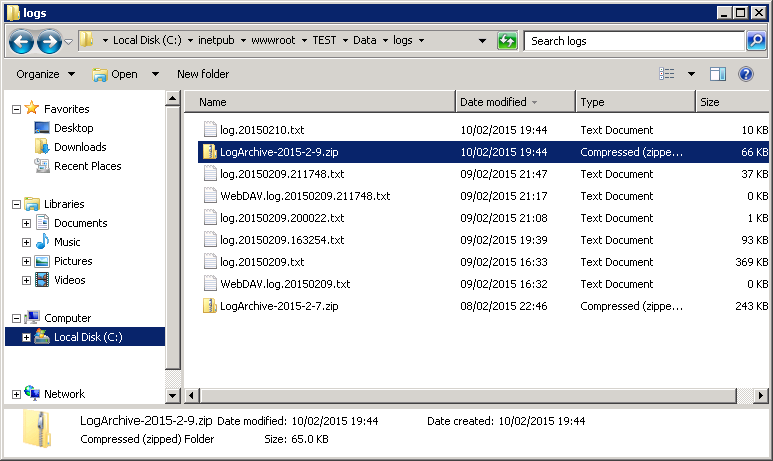 logs
Local Disk (C:) inetpub wwwroot TEST Data logs Search logs
Organize Open New folder
Name Date modified Type Size
log.20150210.txt 10/02/2015 19:44 Text Document 10 KB
LogArchive-2015-2-9.zip 10/02/2015 19:44 Compressed (zippe... 66 KB
log.20150209.211748.txt 09/02/2015 21:47 Text Document 37 KB
WebDAV.log.20150209.211748.txt 09/02/2015 21:17 Text Document 0 KB
log.20150209.200022.txt 09/02/2015 21:08 Text Document 1 KB
log.20150209.163254.txt 09/02/2015 19:39 Text Document 93 KB
log.20150209.txt 09/02/2015 16:33 Text Document 369 KB
WebDAV.log.20150209.txt 09/02/2015 16:32 Text Document 0 KB
LogArchive-2015-2-7.zip 08/02/2015 22:46 Compressed (zippe... 243 KB
Favorites
Desktop
Downloads
Recent Places
Libraries
Documents
Music
Pictures
Videos
Computer
Local Disk (C:)
Network
LogArchive-2015-2-9.zip Date modified: 10/02/2015 19:44 Date created: 10/02/2015 19:44
Compressed (zipped) Folder Size: 65.0 KB